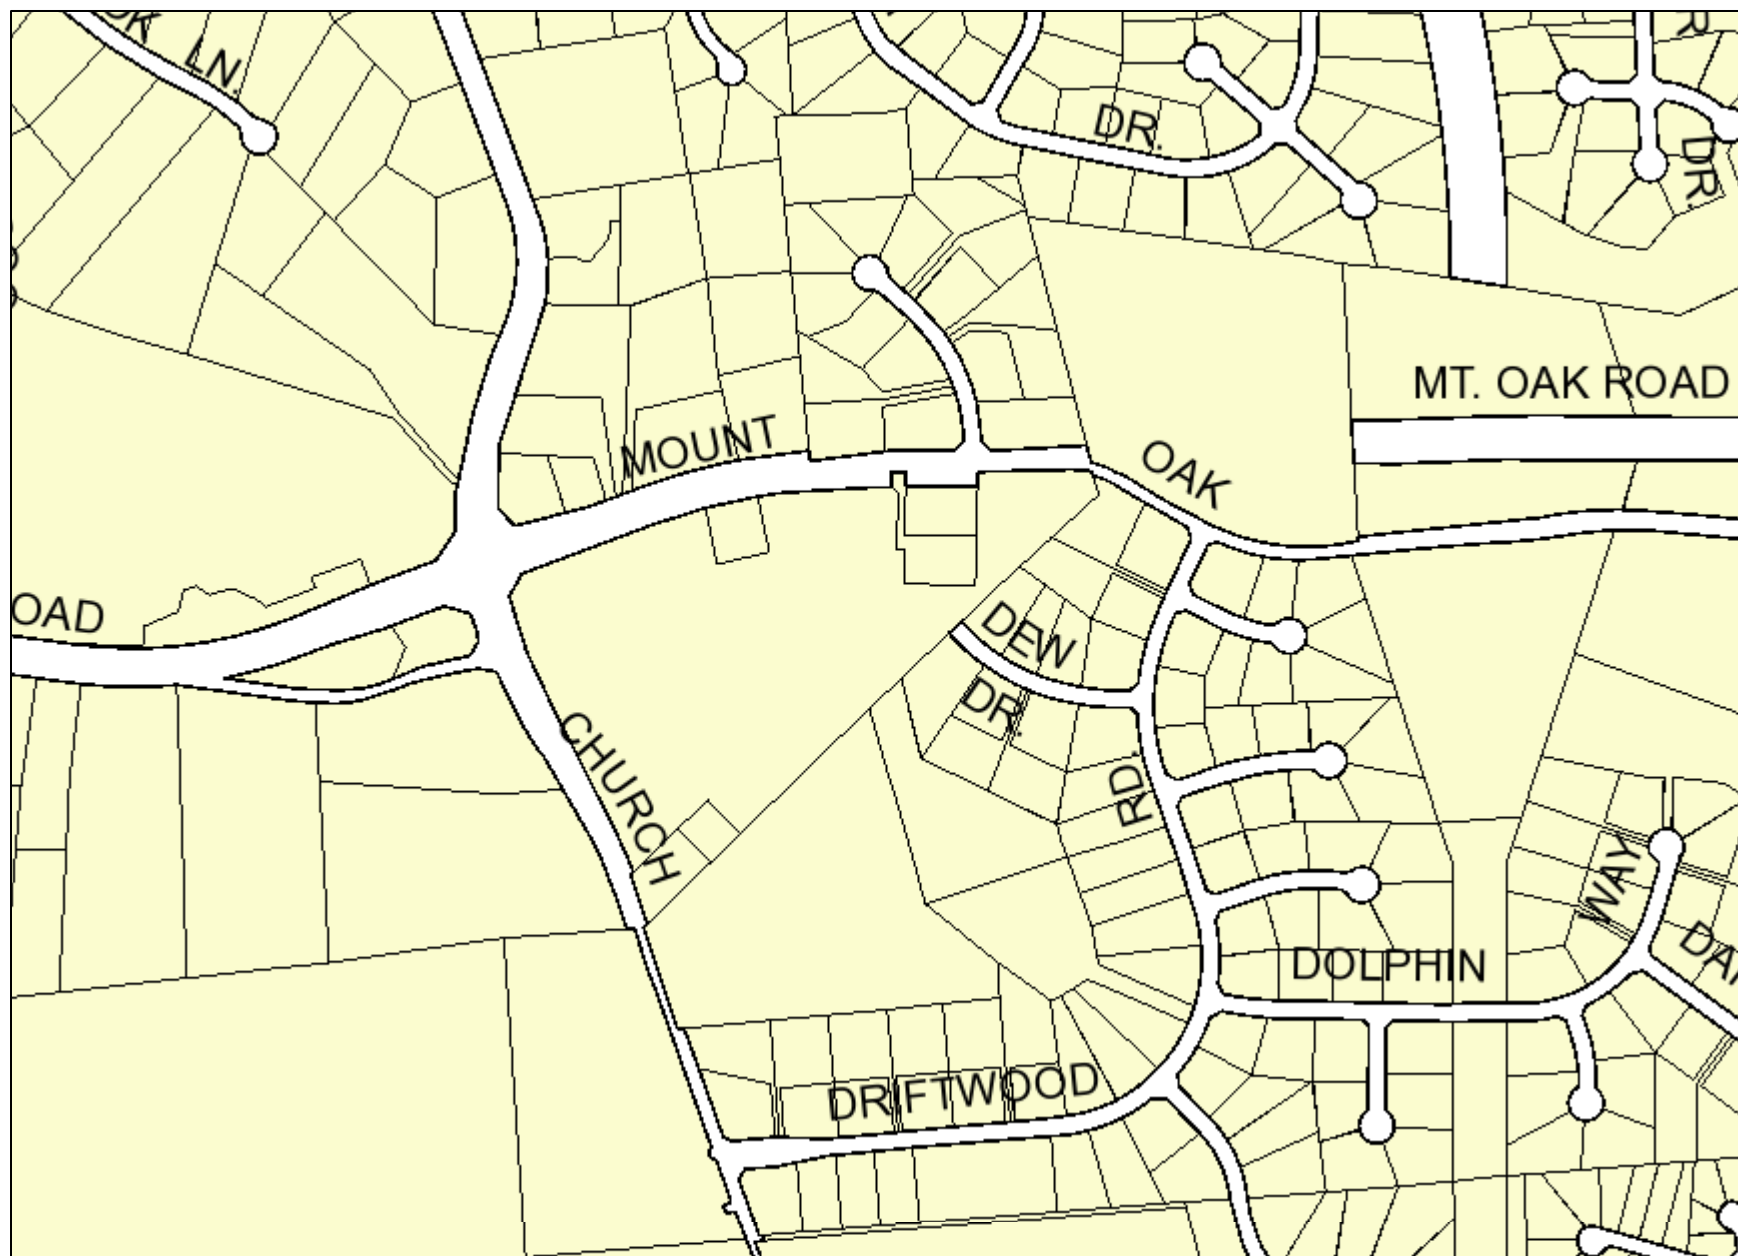 LN.
DR.
DR.
MT. OAK ROAD
MOUNT
OAK
OAD
DEW
DR.
CHURCH
RD.
WAY
DOLPHIN
DRIFTWOOD